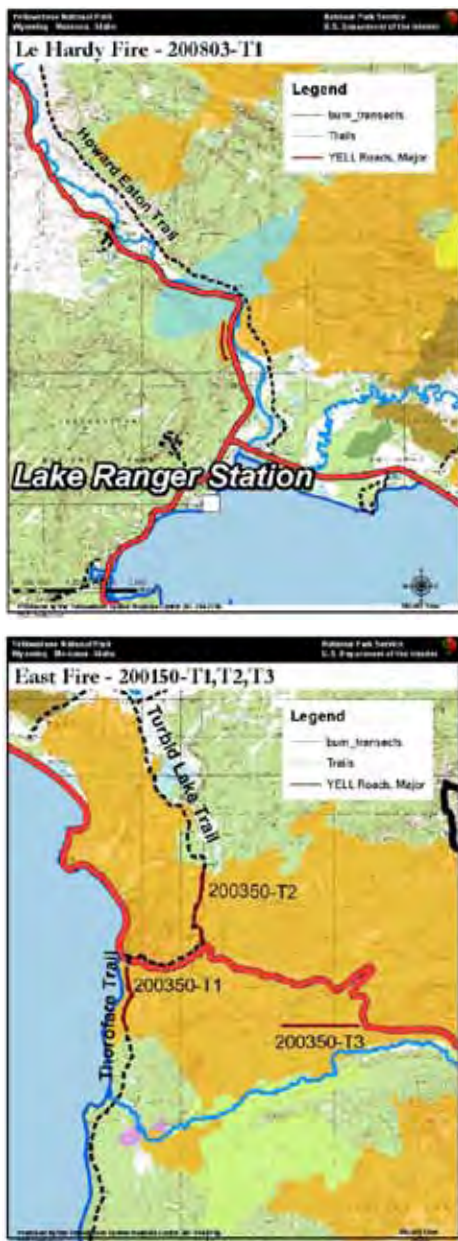 Yellowstone National Park
Wyoming, Montana, Idaho
National Park Service
U.S. Department of the Interior
Le Hardy Fire - 200803-T1
Legend
burn_transects
Trails
YELL Roads, Major
Howard Eaton Trail
Lake Ranger Station
Yellowstone National Park
Wyoming, Montana, Idaho
National Park Service
U.S. Department of the Interior
East Fire - 200150-T1,T2,T3
Legend
burn_transects
Trails
YELL Roads, Major
Turbid Lake Trail
200350-T2
Thoroface Trail
200350-T1
200350-T3